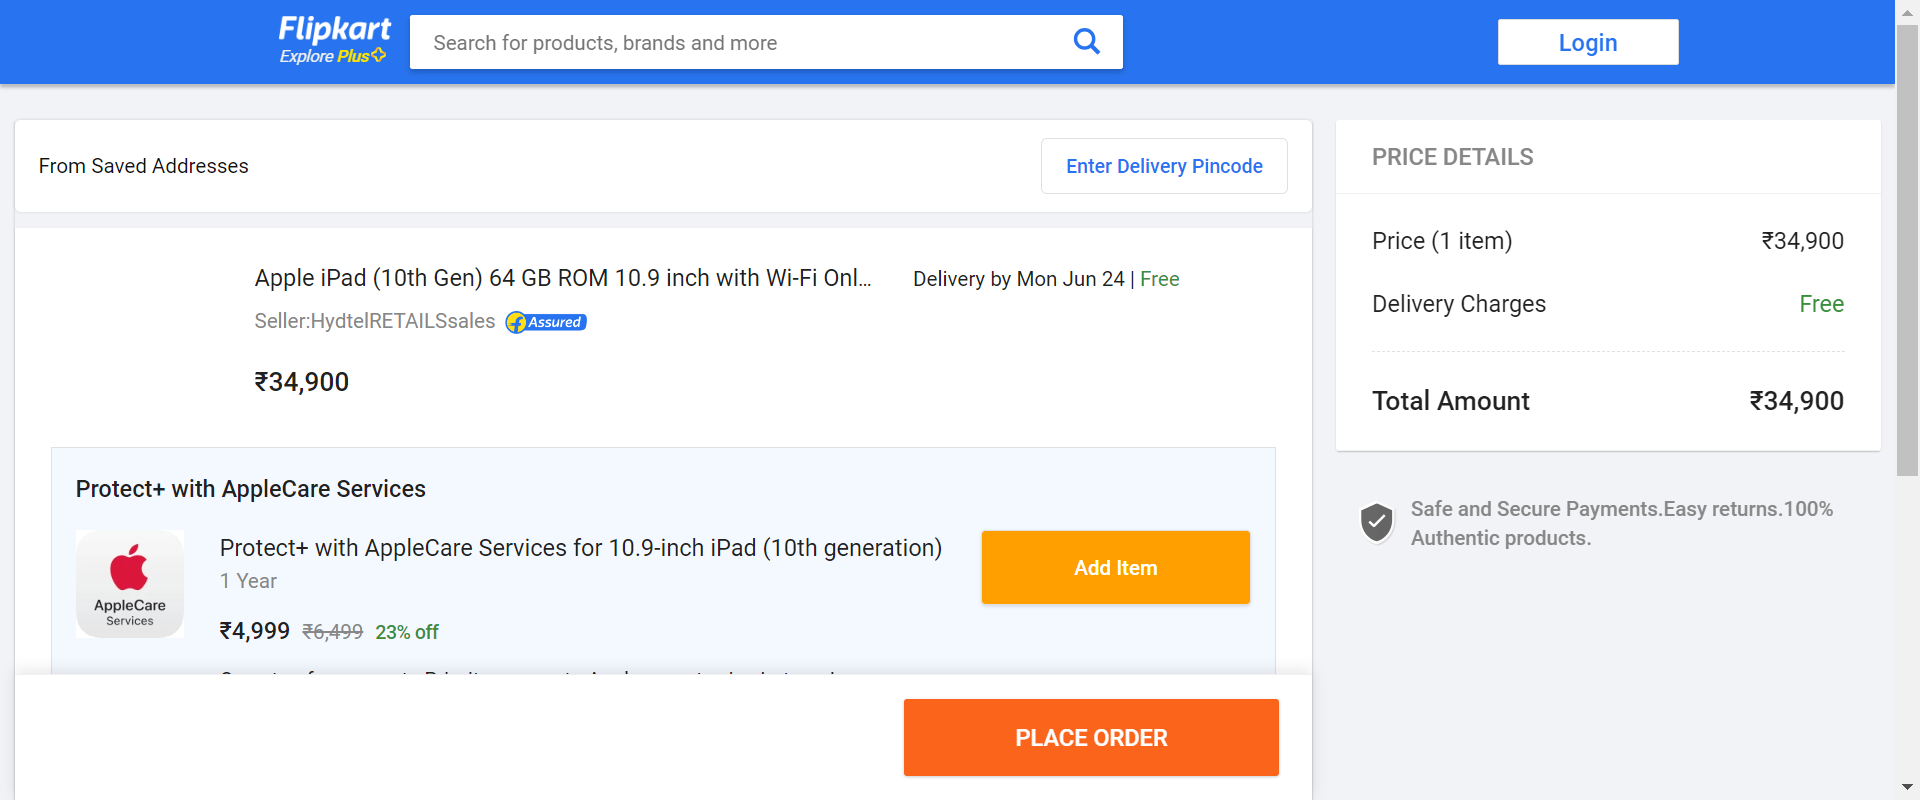 Flipkart
Explore Plus
Search for products, brands and more
Login
From Saved Addresses
Enter Delivery Pincode
Apple iPad (10th Gen) 64 GB ROM 10.9 inch with Wi-Fi Onl...
Delivery by Mon Jun 24 | Free
Seller:HydtelRETAILSsales
Assured
₹34,900
Protect+ with AppleCare Services
AppleCare
Services
Protect+ with AppleCare Services for 10.9-inch iPad (10th generation)
1 Year
₹4,999 ₹6,499 23% off
Add Item
PLACE ORDER
PRICE DETAILS
Price (1 item) ₹34,900
Delivery Charges Free
Total Amount ₹34,900
Safe and Secure Payments.Easy returns.100%
Authentic products.